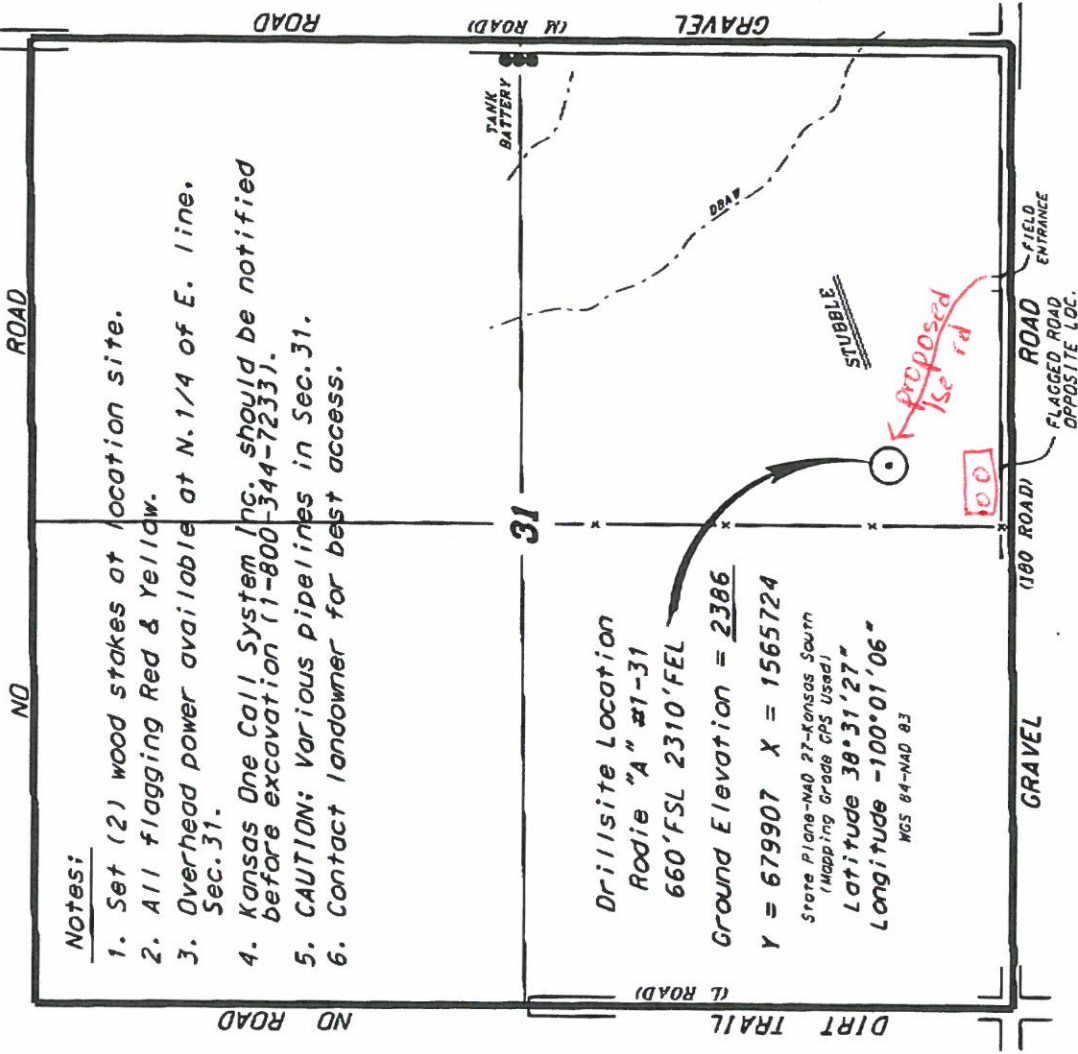 NO
ROAD
Notes:
1. Set (2) wood stakes at location site.
2. All flagging Red & Yellow.
3. Overhead power available at N.1/4 of E. line.
Sec.31.
4. Kansas One Call System Inc. should be notified
before excavation (1-800-344-7233).
5. CAUTION: Various pipelines in Sec.31.
6. Contact landowner for best access.
NO ROAD
ROAD
(M ROAD)
GRAVEL
TANK
BATTERY
31
DRAW
STUBBLE
proposed
lse rd
Drillsite Location
Rodie "A" #1-31
660'FSL 2310'FEL
Ground Elevation = 2386
Y = 679907 X = 1565724
State Plane-NAD 27-Kansas South
(Mapping Grade GPS Used)
Latitude 38°31'27"
Longitude -100°01'06"
WGS 84-NAD 83
(L ROAD)
DIRT TRAIL
00
GRAVEL
(180 ROAD)
ROAD
FIELD
ENTRANCE
FLAGGED ROAD
OPPOSITE LOC.